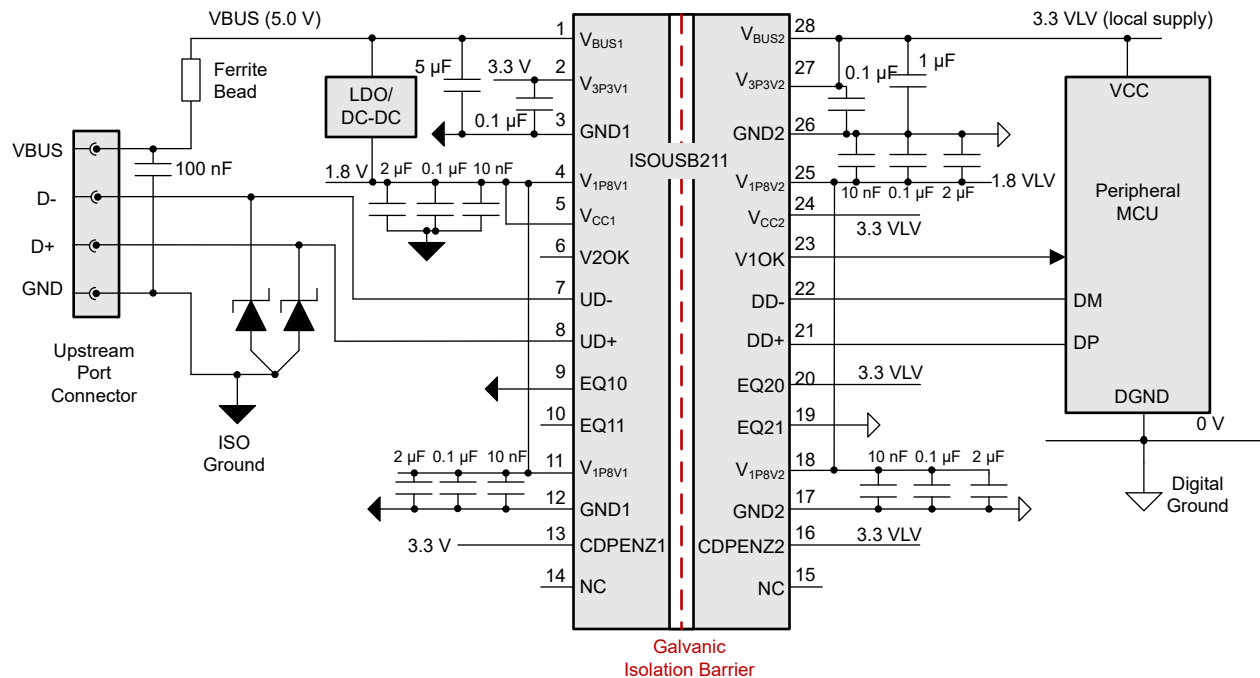 VBUS (5.0 V)
3.3 VLV (local supply)
Ferrite
Bead
LDO/
DC-DC
5 µF
3.3 V
0.1 µF
VBUS
D-
D+
GND
100 nF
Upstream
Port
Connector
ISO
Ground
1.8 V
2 µF
0.1 µF
10 nF
2 µF
0.1 µF
10 nF
3.3 V
1
2
3
4
5
6
7
8
9
10
11
12
13
14
VBUS1
V3P3V1
GND1
V1P8V1
VCC1
V2OK
UD-
UD+
EQ10
EQ11
V1P8V1
GND1
CDPENZ1
NC
ISOUSB211
VBUS2
V3P3V2
GND2
V1P8V2
VCC2
V1OK
DD-
DD+
EQ20
EQ21
V1P8V2
GND2
CDPENZ2
NC
28
27
26
25
24
23
22
21
20
19
18
17
16
15
0.1 µF
1 µF
10 nF
0.1 µF
2 µF
1.8 VLV
3.3 VLV
3.3 VLV
10 nF
0.1 µF
2 µF
3.3 VLV
VCC
Peripheral
MCU
DM
DP
DGND
0 V
Digital
Ground
Galvanic
Isolation Barrier